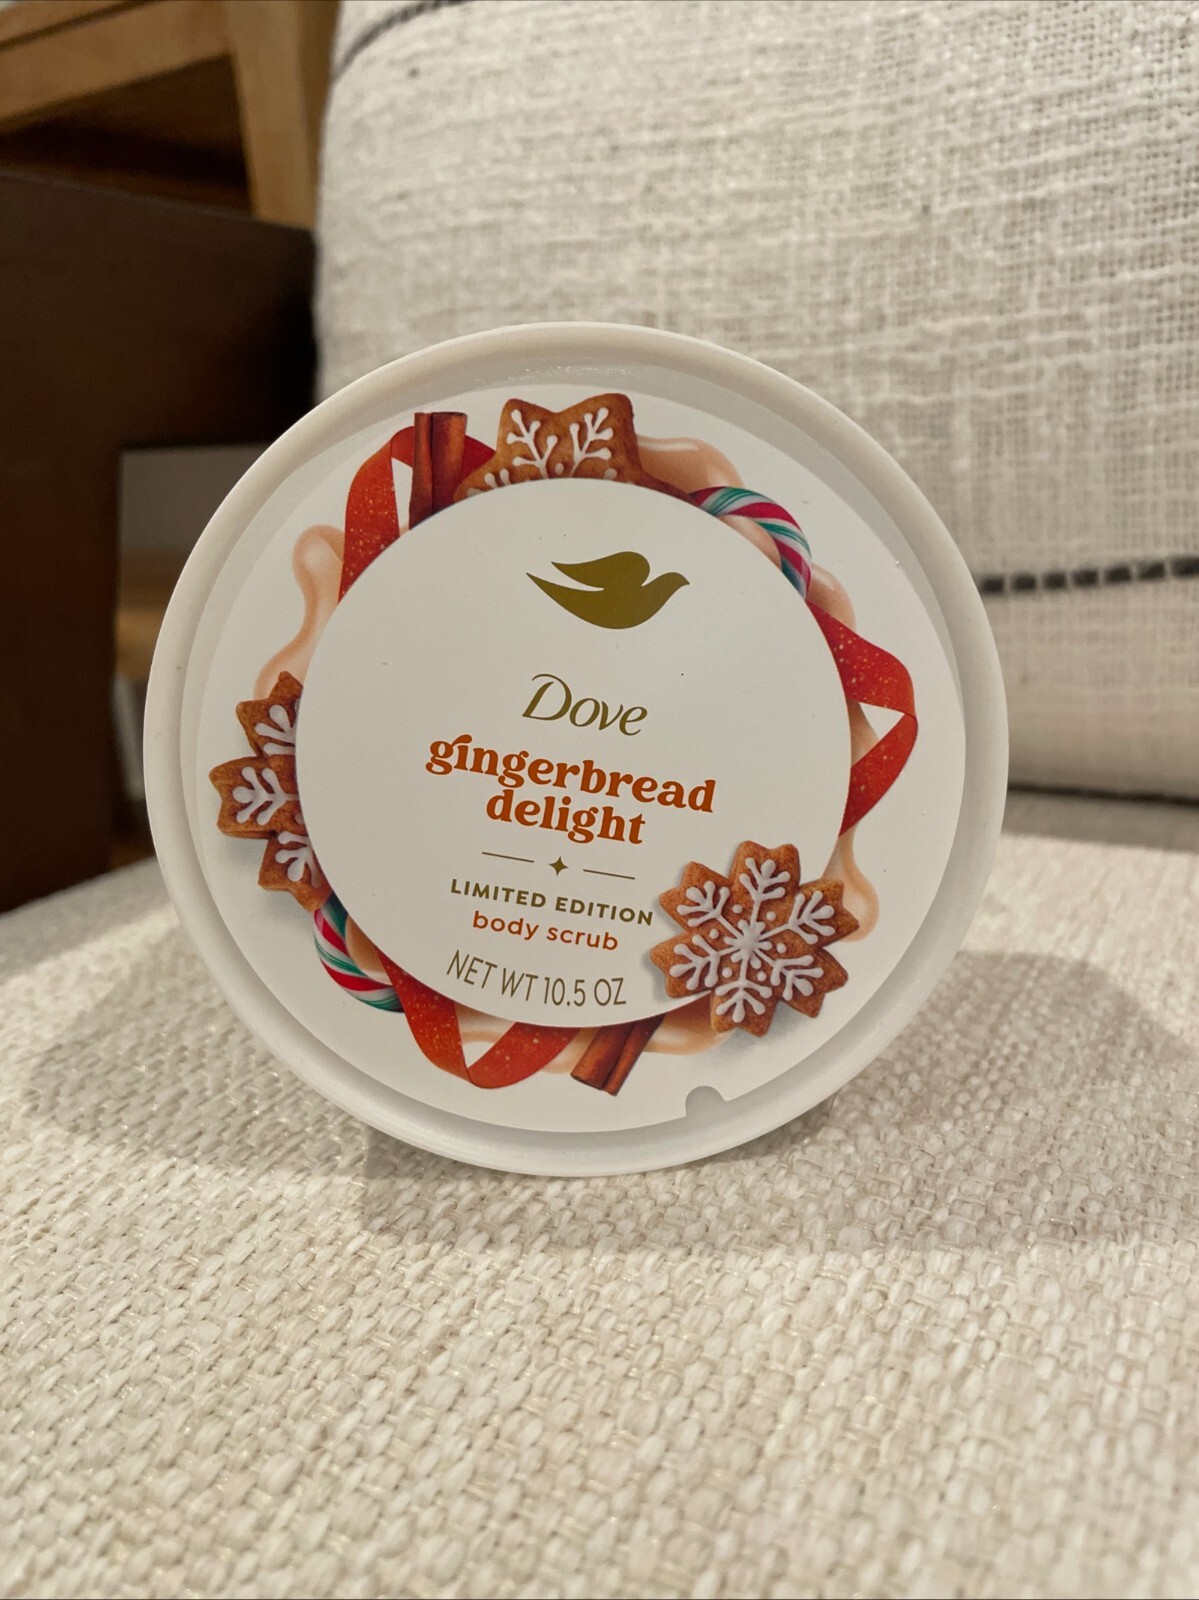 Dove
gingerbread
delight
LIMITED EDITION
body scrub
NET WT 10.5 OZ